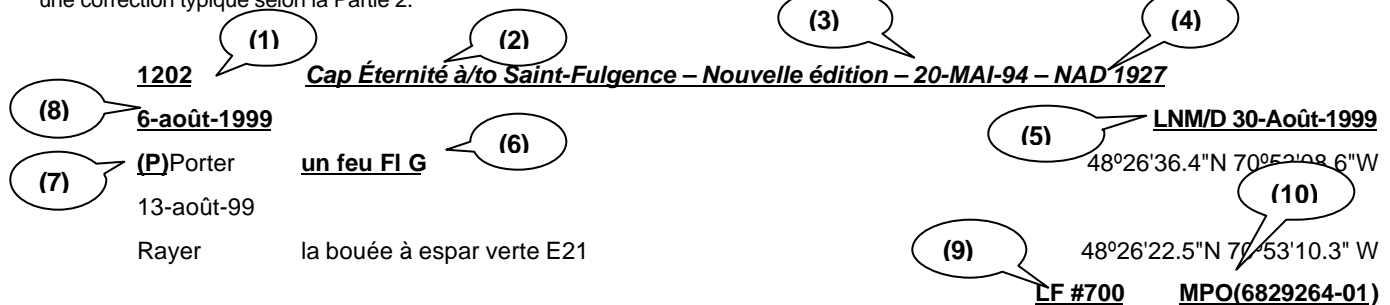 une correction typique selon la Partie 2.
(1) (2) (3) (4)
1202 Cap Éternité à/to Saint-Fulgence – Nouvelle édition – 20-MAI-94 – NAD 1927
(8) 6-août-1999 (5) LNM/D 30-Août-1999
(7) (P)Porter un feu Fl G (6) 48º26'36.4"N
13-août-99 (10)
Rayer la bouée à espar verte E21 (9) 48º26'22.5"N 70º53'10.3" W
LF #700 MPO(6829264-01)